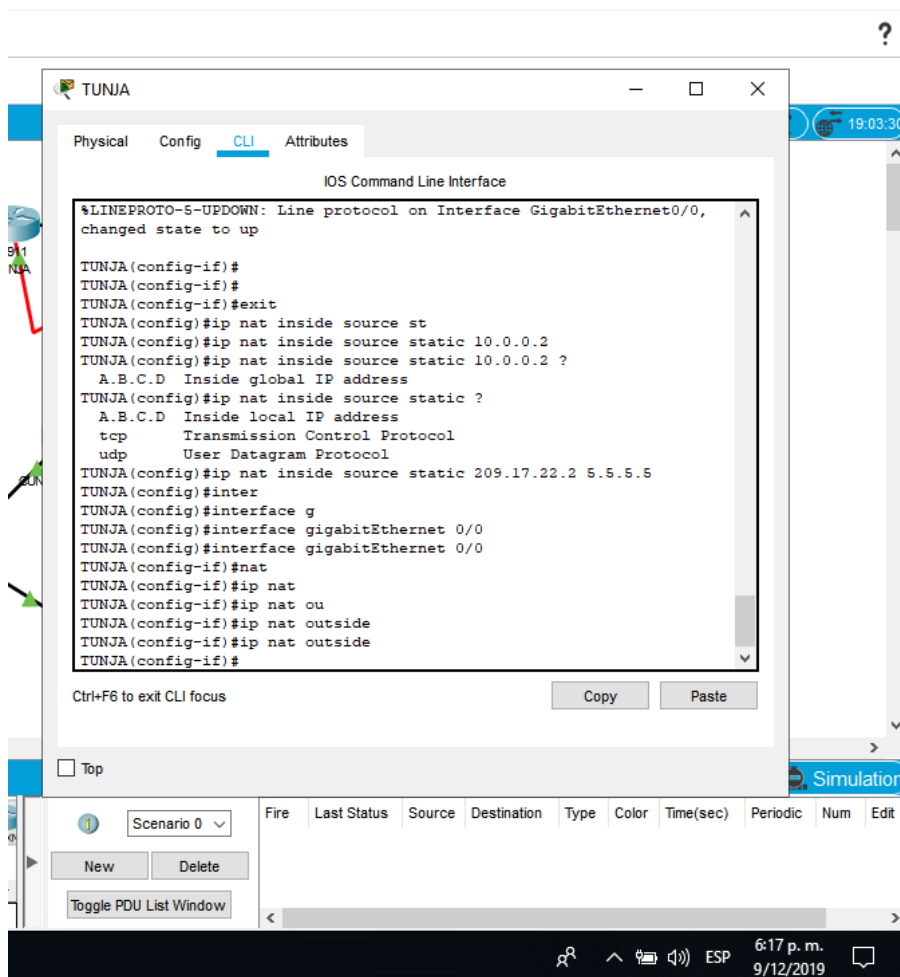 ?
TUNJA
19:03:30
Physical Config CLI Attributes
IOS Command Line Interface
%LINEPROTO-5-UPDOWN: Line protocol on Interface GigabitEthernet0/0,
changed state to up
TUNJA(config-if)#
TUNJA(config-if)#
TUNJA(config-if)#exit
TUNJA(config)#ip nat inside source st
TUNJA(config)#ip nat inside source static 10.0.0.2
TUNJA(config)#ip nat inside source static 10.0.0.2 ?
A.B.C.D Inside global IP address
TUNJA(config)#ip nat inside source static ?
A.B.C.D Inside local IP address
tcp Transmission Control Protocol
udp User Datagram Protocol
TUNJA(config)#ip nat inside source static 209.17.22.2 5.5.5.5
TUNJA(config)#inter
TUNJA(config)#interface g
TUNJA(config)#interface gigabitEthernet 0/0
TUNJA(config)#interface gigabitEthernet 0/0
TUNJA(config-if)#nat
TUNJA(config-if)#ip nat
TUNJA(config-if)#ip nat ou
TUNJA(config-if)#ip nat outside
TUNJA(config-if)#ip nat outside
TUNJA(config-if)#
Ctrl+F6 to exit CLI focus
Copy Paste
Top
Simulation
Scenario 0
Fire Last Status Source Destination Type Color Time(sec) Periodic Num Edit
New Delete
Toggle PDU List Window
ESP
6:17 p. m.
9/12/2019